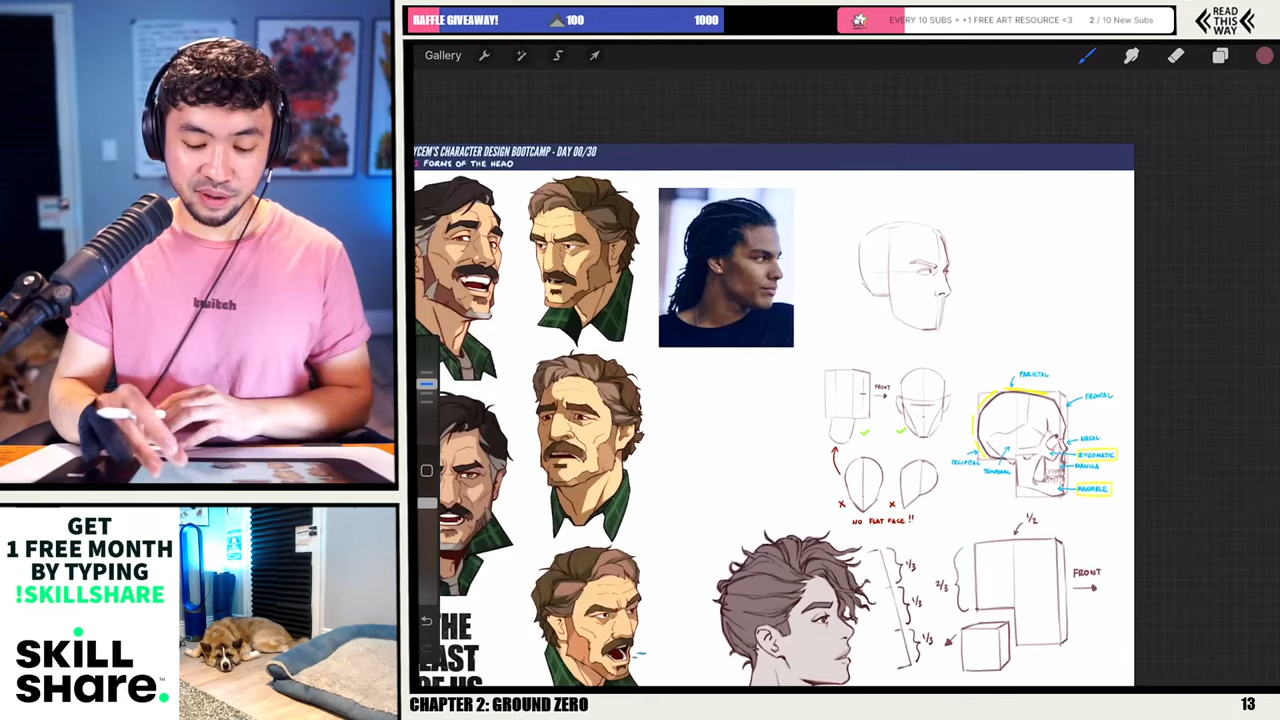 RAFFLE GIVEAWAY!
100
1000
EVERY 10 SUBS = +1 FREE ART RESOURCE <3
2 / 10 New Subs
READ
THIS
WAY
Gallery
YCEM'S CHARACTER DESIGN BOOTCAMP - DAY 00/30
FORMS OF THE HEAD
twitch
PARIETAL
FRONT
FRONTAL
NASAL
ZYGOMATIC
MAXILLA
OCCIPITAL
TEMPORAL
MANDIBLE
X
X
NO FLAT FACE!!
1/2
1/3
2/3
1/3
1/3
FRONT
GET
1 FREE MONTH
BY TYPING
!SKILLSHARE
SKILL
SHare.
THE
LAST
OF US
CHAPTER 2: GROUND ZERO
13